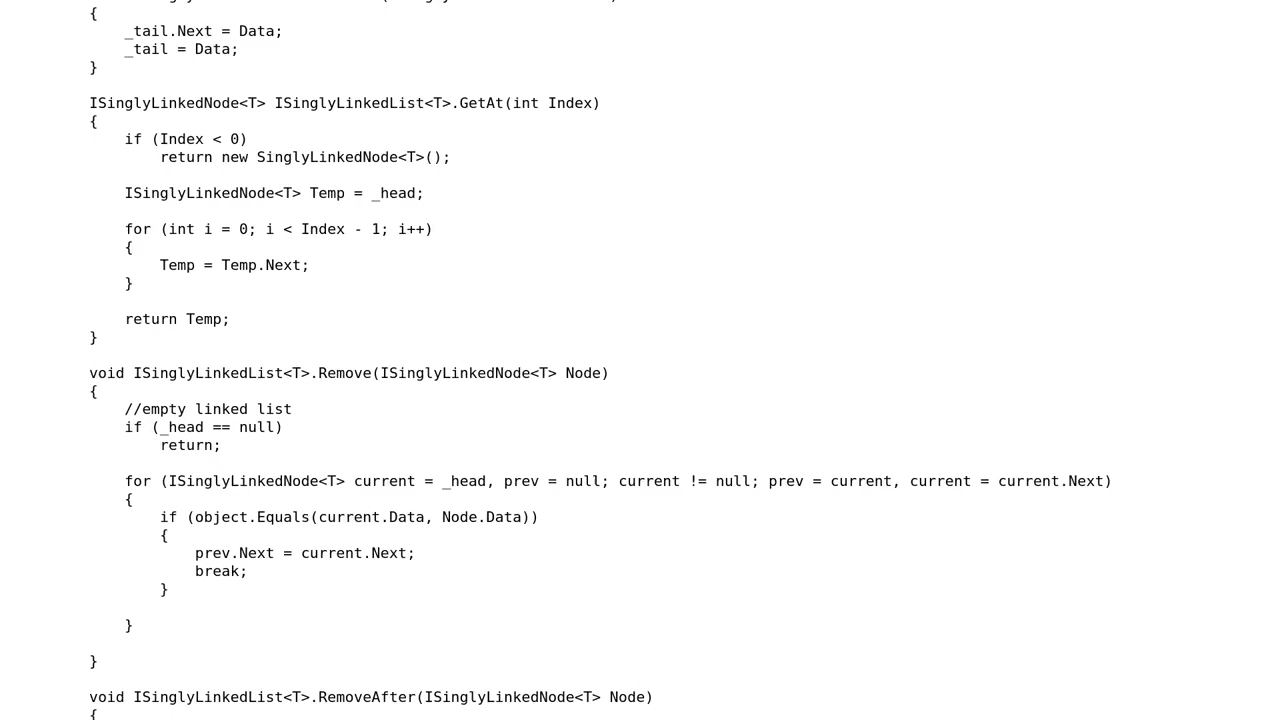 {
    _tail.Next = Data;
    _tail = Data;
}
ISinglyLinkedNode<T> ISinglyLinkedList<T>.GetAt(int Index)
{
    if (Index < 0)
        return new SinglyLinkedNode<T>();
    ISinglyLinkedNode<T> Temp = _head;
    for (int i = 0; i < Index - 1; i++)
    {
        Temp = Temp.Next;
    }
    return Temp;
}
void ISinglyLinkedList<T>.Remove(ISinglyLinkedNode<T> Node)
{
    //empty linked list
    if (_head == null)
        return;
    for (ISinglyLinkedNode<T> current = _head, prev = null; current != null; prev = current, current = current.Next)
    {
        if (object.Equals(current.Data, Node.Data))
        {
            prev.Next = current.Next;
            break;
        }
    }
}
void ISinglyLinkedList<T>.RemoveAfter(ISinglyLinkedNode<T> Node)
{